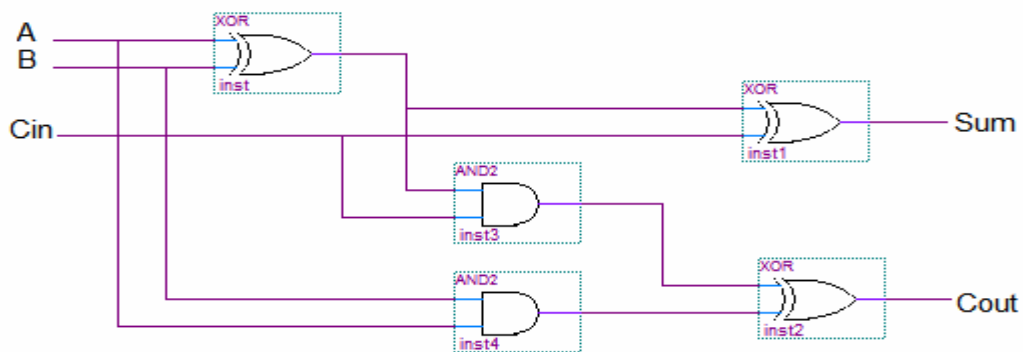 XOR
A
B
inst
XOR
Cin
Sum
inst1
AND2
inst3
XOR
AND2
Cout
inst2
inst4